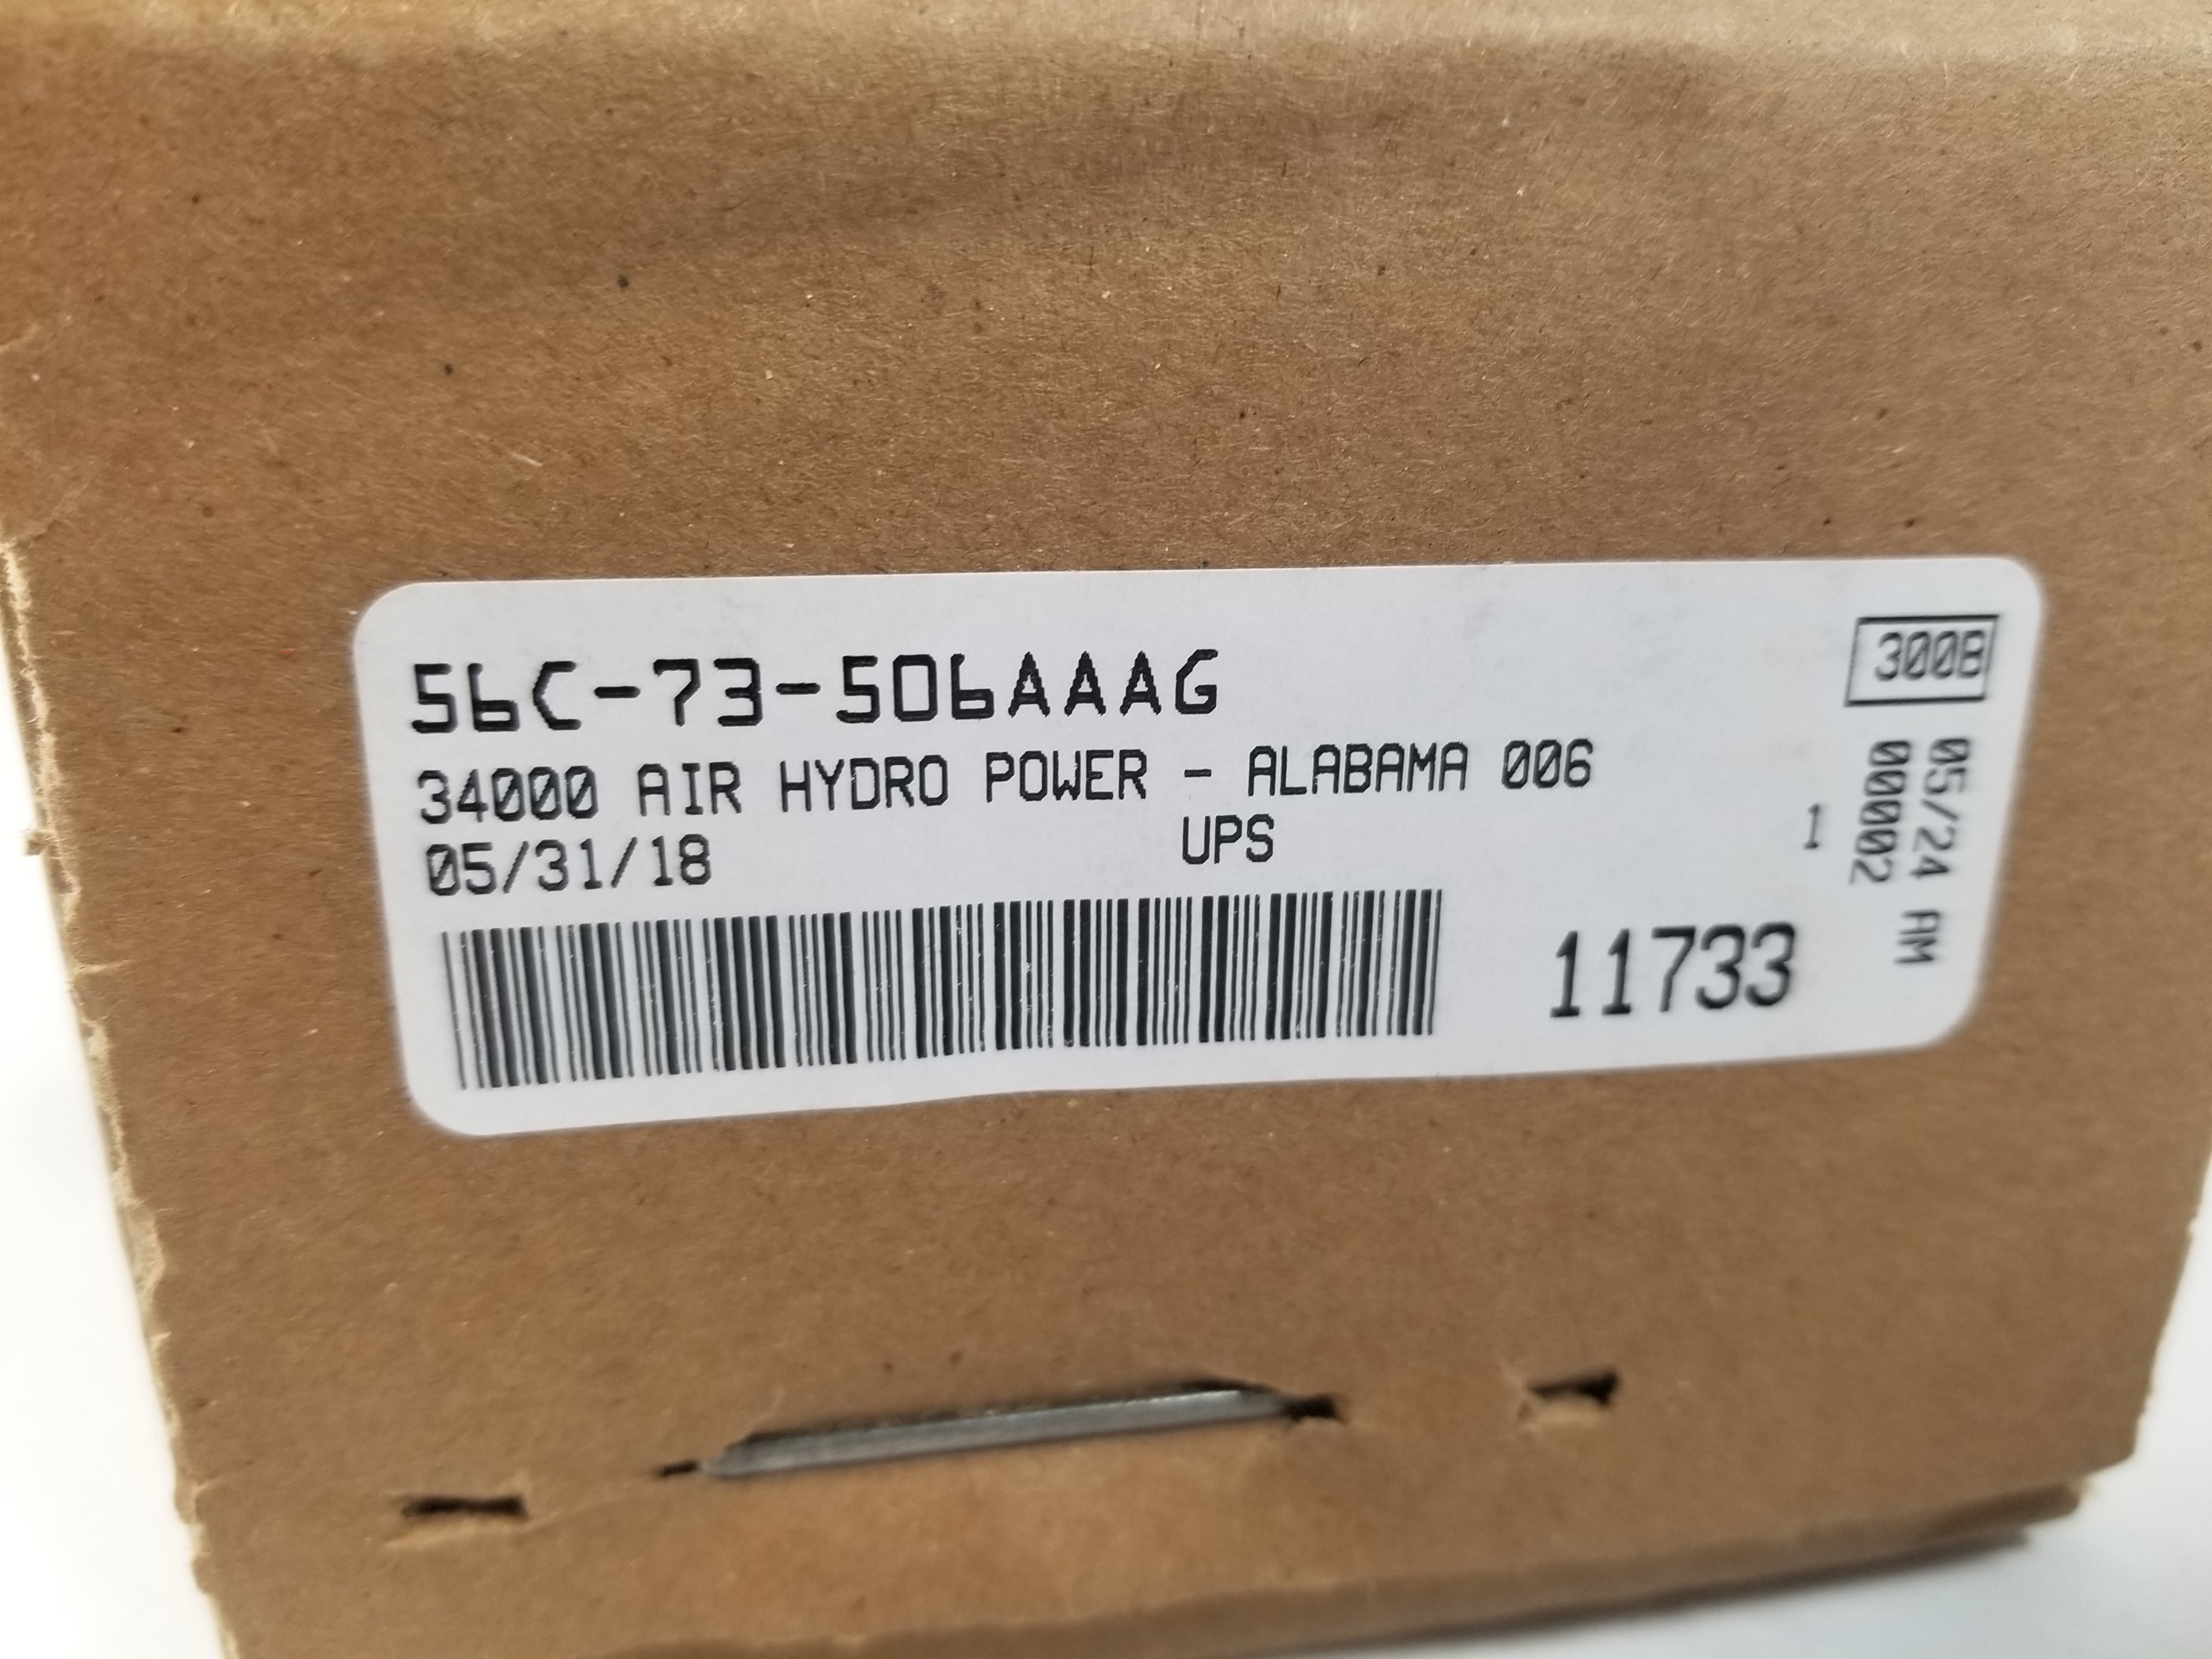 56C-73-506AAAG
34000 AIR HYDRO POWER - ALABAMA 006
05/31/18 UPS
11733
1
300B
05/24 AM
000002